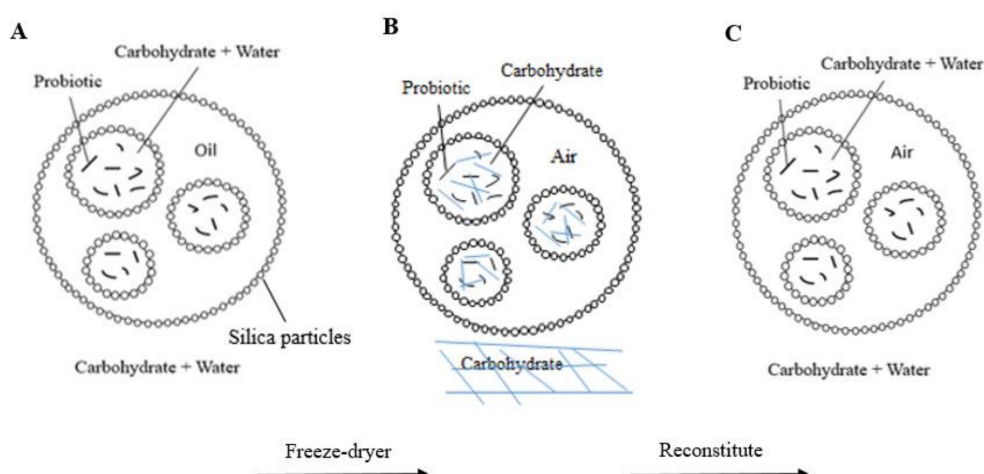 A
Carbohydrate + Water
Probiotic
Oil
Silica particles
Carbohydrate + Water
B
Probiotic
Carbohydrate
Air
Carbohydrate
C
Carbohydrate + Water
Probiotic
Air
Carbohydrate + Water
Freeze-dryer
Reconstitute